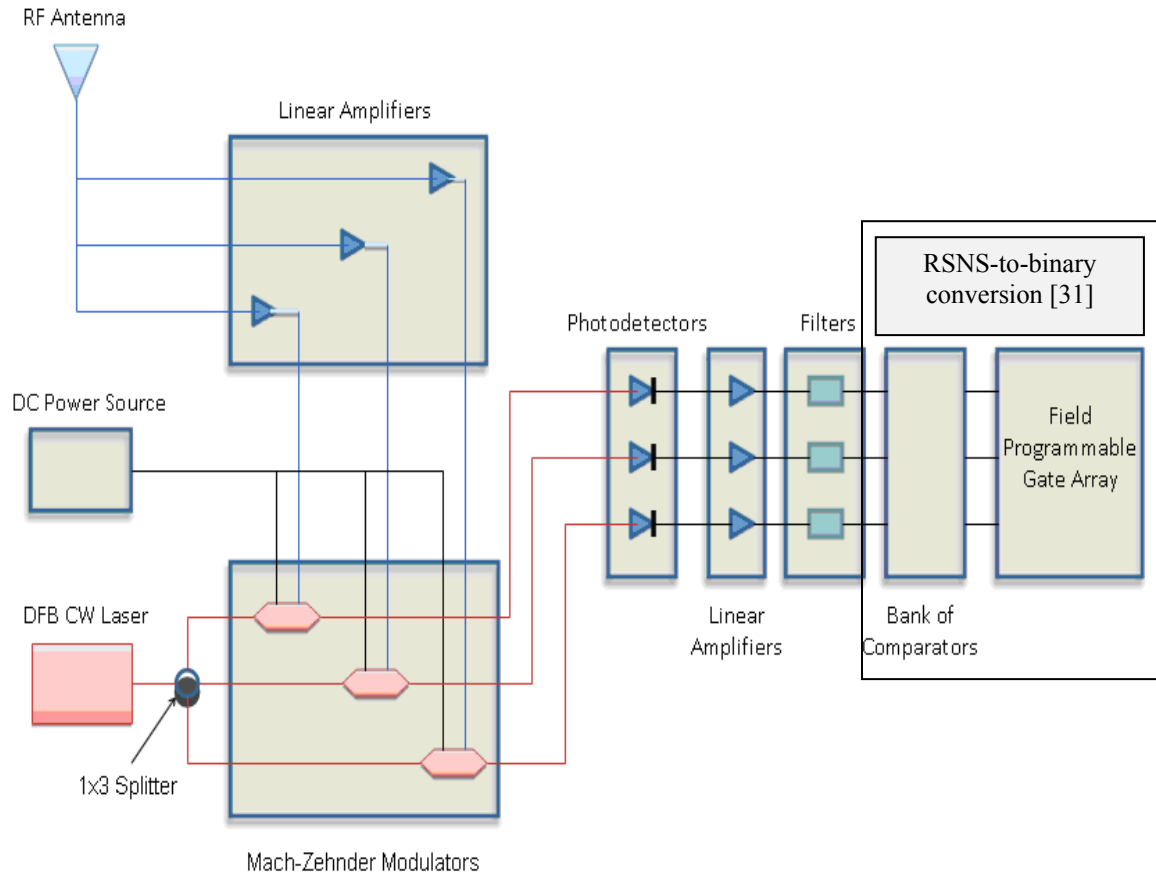 RF Antenna
Linear Amplifiers
RSNS-to-binary
conversion [31]
Photodetectors
Filters
DC Power Source
Field
Programmable
Gate Array
DFB CW Laser
Linear
Amplifiers
Bank of
Comparators
1x3 Splitter
Mach-Zehnder Modulators